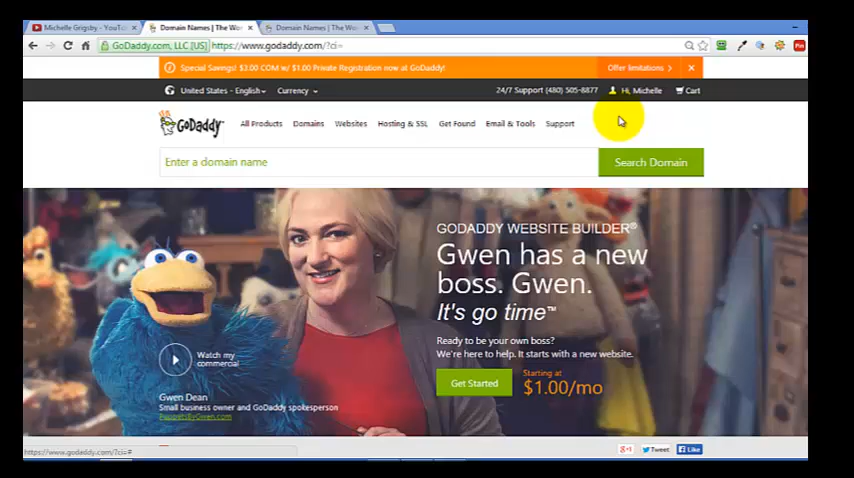 Michelle Grigsby - YouTu
Domain Names | The Wo
Domain Names | The Wo
GoDaddy.com, LLC [US] https://www.godaddy.com/?ci=
Special Savings! $3.00 COM w/ $1.00 Private Registration now at GoDaddy!
Offer limitations
United States - English
Currency
24/7 Support (480) 505-8877
Hi, Michelle
Cart
GoDaddy
All Products Domains Websites Hosting & SSL Get Found Email & Tools Support
Enter a domain name
Search Domain
GODADDY WEBSITE BUILDER®
Gwen has a new
boss. Gwen.
It's go time™
Ready to be your own boss?
We're here to help. It starts with a new website.
Watch my
commercial
Get Started
Starting at
$1.00/mo
Gwen Dean
Small business owner and GoDaddy spokesperson
PuppetsByGwen.com
https://www.godaddy.com/?ci=#
g+1
Tweet
Like